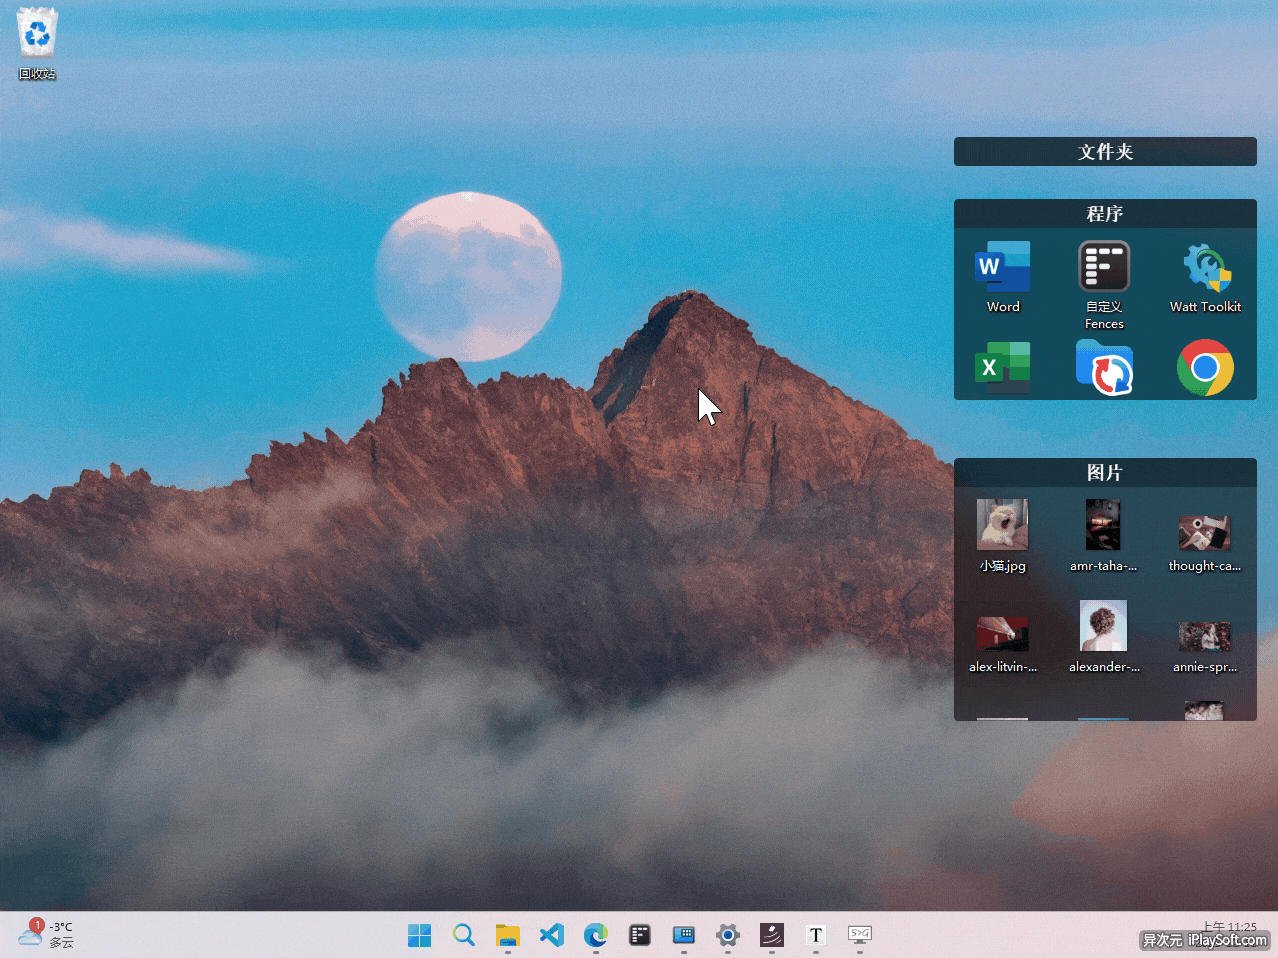 回收站
文件夹
程序
Word
自定义
Fences
Watt Toolkit
图片
小猫.jpg
amr-taha-...
thought-ca...
alex-litvin-...
alexander-...
annie-spr...
1
-3°C
多云
上午 11:25
异次元 iPlaySoft.com